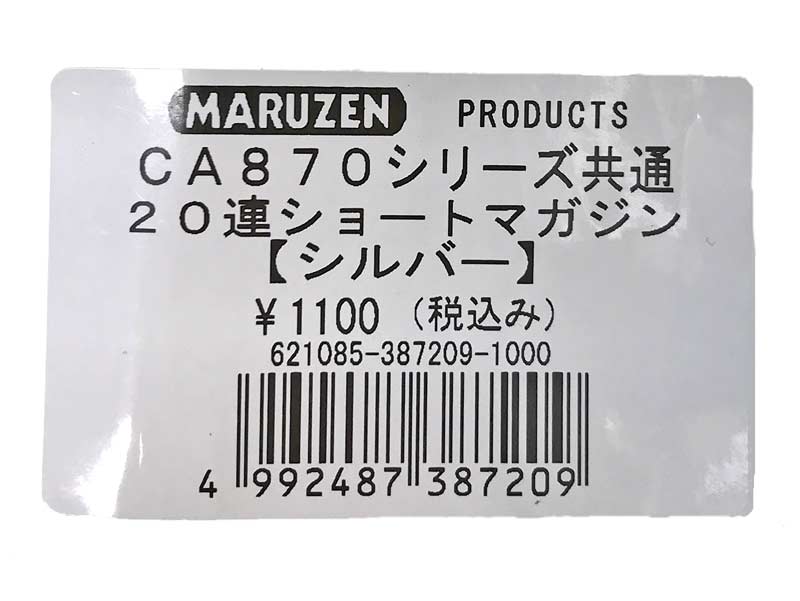 MARUZEN PRODUCTS
CA870シリーズ共通
20連ショートマガジン
【シルバー】
¥1100（税込み）
621085-387209-1000
4 992487 387209